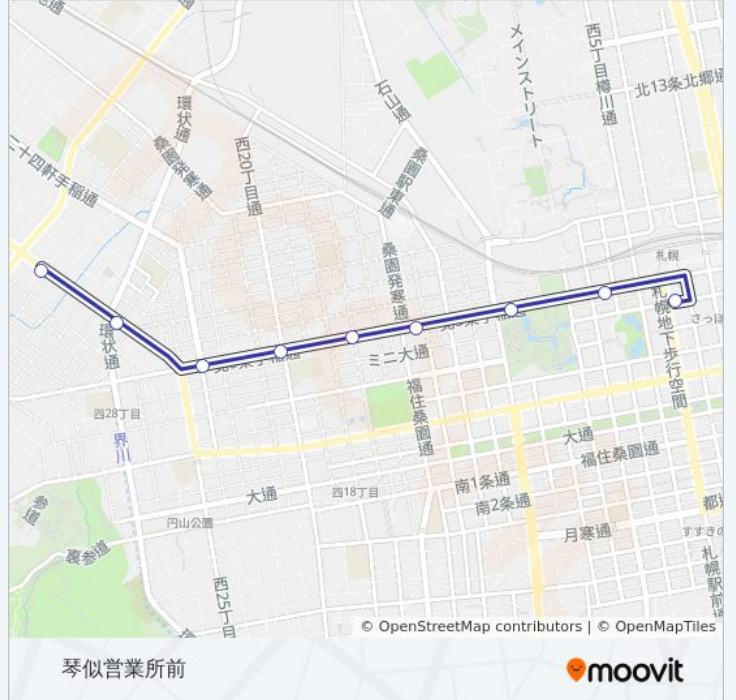 環状通
桑園発寒通
西20丁目通
二十四軒手稲通
石山通
桑園駅東通
メインストリート
西5丁目樽川通
北13条北郷通
札幌
桑園発寒通
札幌地下歩行空間
さっぽ
環状通
ミニ大通
福住桑園通
西28丁目
界川
大通
福住桑園通
大通
西18丁目
南1条通
南2条通
円山公園
月寒通
すすきの
参道
裏参道
西25丁目
札幌駅前通
© OpenStreetMap contributors | © OpenMapTiles
琴似営業所前
moovit